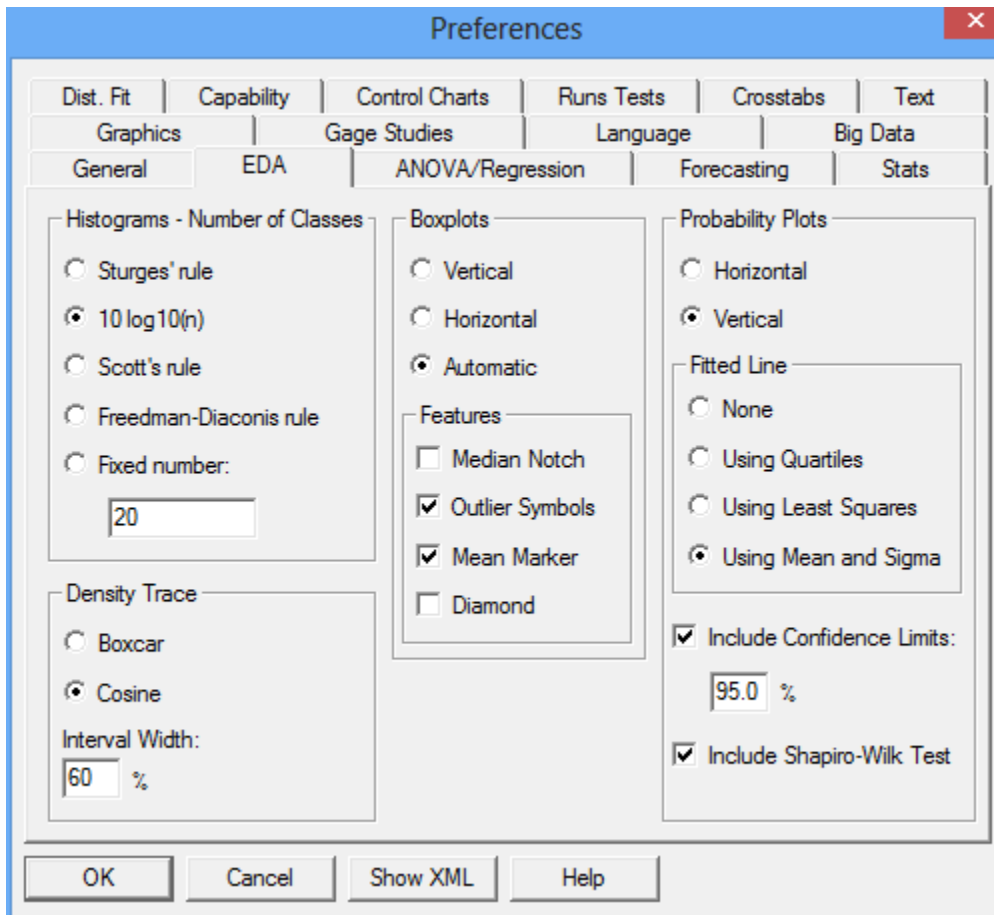 Preferences
Dist. Fit Capability Control Charts Runs Tests Crosstabs Text
Graphics Gage Studies Language Big Data
General EDA ANOVA/Regression Forecasting Stats
Histograms - Number of Classes
Sturges' rule
10 log10(n)
Scott's rule
Freedman-Diaconis rule
Fixed number:
20
Density Trace
Boxcar
Cosine
Interval Width:
60 %
Boxplots
Vertical
Horizontal
Automatic
Features
Median Notch
Outlier Symbols
Mean Marker
Diamond
Probability Plots
Horizontal
Vertical
Fitted Line
None
Using Quartiles
Using Least Squares
Using Mean and Sigma
Include Confidence Limits:
95.0 %
Include Shapiro-Wilk Test
OK Cancel Show XML Help